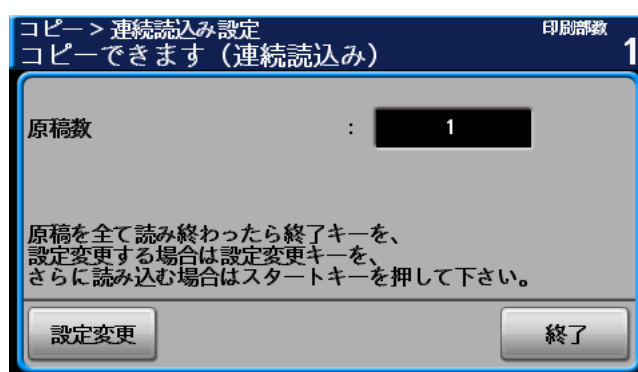 コピー > 連続読込み設定
印刷部数
コピーできます（連続読込み）
1
原稿数 : 1
原稿を全て読み終わったら終了キーを、
設定変更する場合は設定変更キーを、
さらに読み込む場合はスタートキーを押して下さい。
設定変更
終了